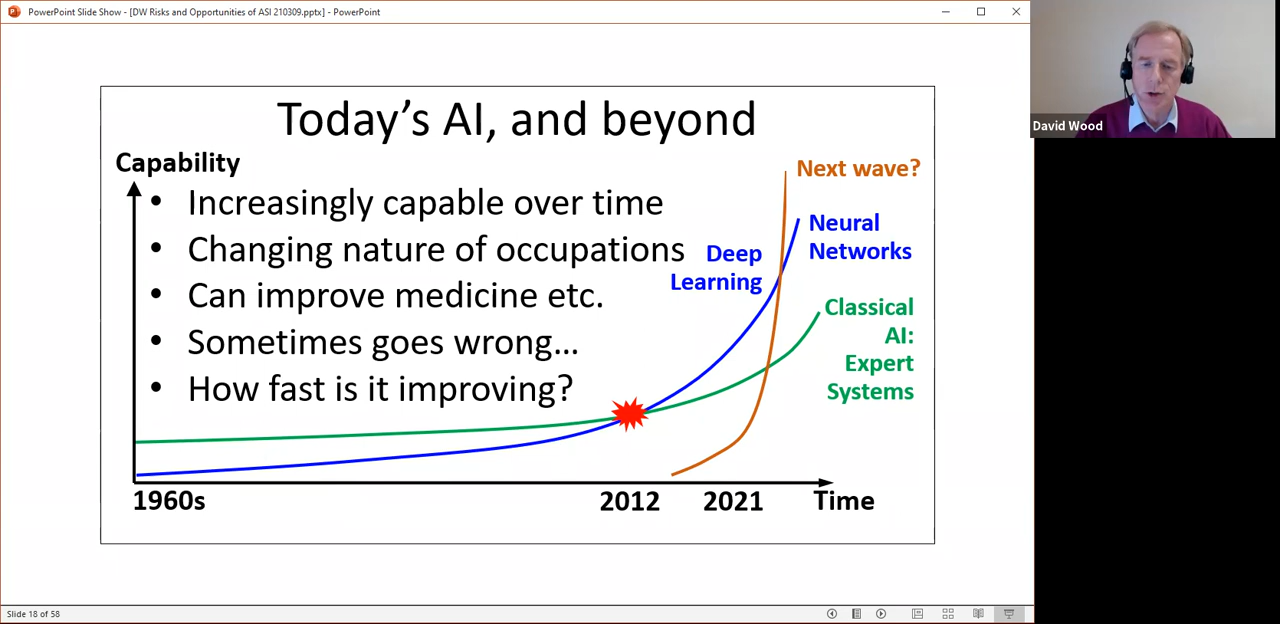 PowerPoint Slide Show - [DW Risks and Opportunities of ASI 210309.pptx] - PowerPoint
David Wood
Today's AI, and beyond
Capability
• Increasingly capable over time
• Changing nature of occupations
• Can improve medicine etc.
• Sometimes goes wrong...
• How fast is it improving?
Next wave?
Deep
Learning
Neural
Networks
Classical
AI:
Expert
Systems
1960s
2012
2021
Time
Slide 18 of 58